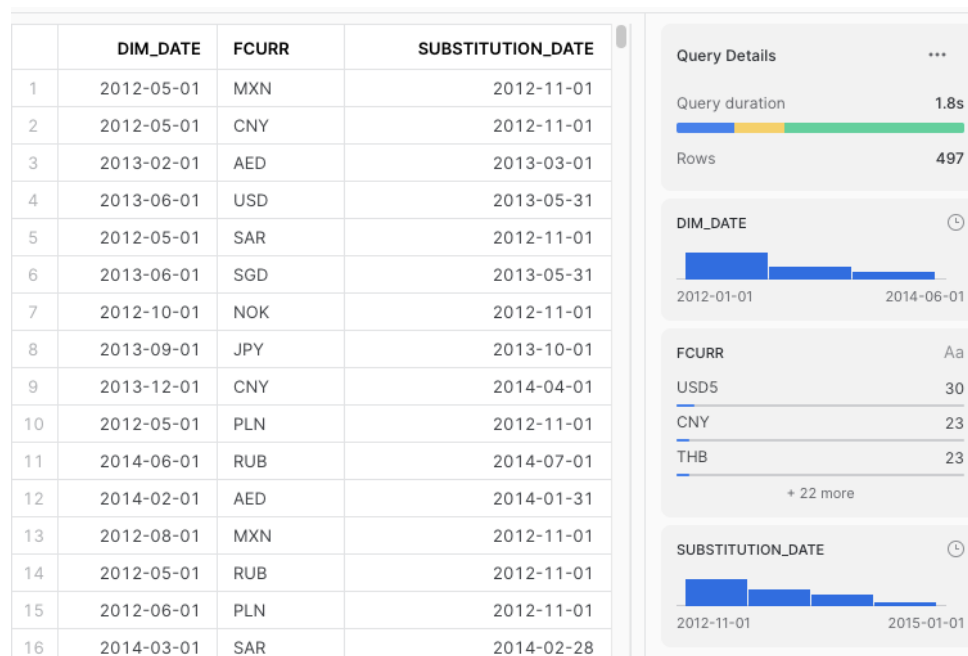 DIM_DATE FCURR SUBSTITUTION_DATE
1 2012-05-01 MXN 2012-11-01
2 2012-05-01 CNY 2012-11-01
3 2013-02-01 AED 2013-03-01
4 2013-06-01 USD 2013-05-31
5 2012-05-01 SAR 2012-11-01
6 2013-06-01 SGD 2013-05-31
7 2012-10-01 NOK 2012-11-01
8 2013-09-01 JPY 2013-10-01
9 2013-12-01 CNY 2014-04-01
10 2012-05-01 PLN 2012-11-01
11 2014-06-01 RUB 2014-07-01
12 2014-02-01 AED 2014-01-31
13 2012-08-01 MXN 2012-11-01
14 2012-05-01 RUB 2012-11-01
15 2012-06-01 PLN 2012-11-01
16 2014-03-01 SAR 2014-02-28
Query Details ...
Query duration 1.8s
Rows 497
DIM_DATE
2012-01-01 2014-06-01
FCURR Aa
USD5 30
CNY 23
THB 23
+ 22 more
SUBSTITUTION_DATE
2012-11-01 2015-01-01